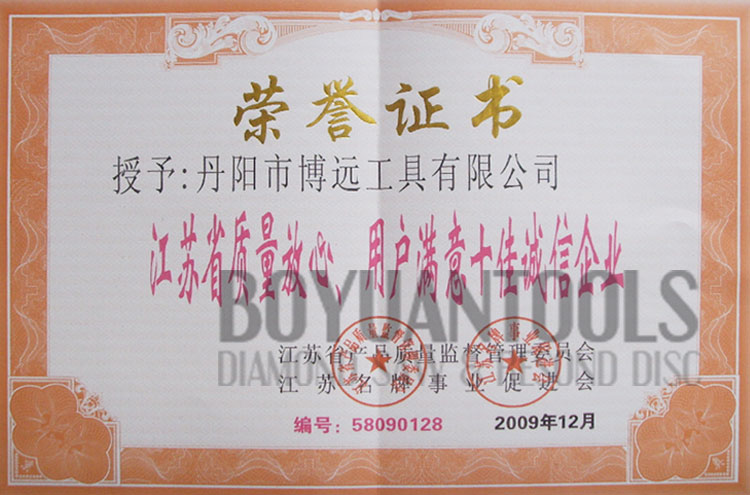 荣誉证书
授予:丹阳市博远工具有限公司
江苏省质量放心、用户满意十佳诚信企业
BOYUANTOOLS
江苏省产品质量监督管理委员会
江苏名牌事业促进会
编号:58090128 2009年12月